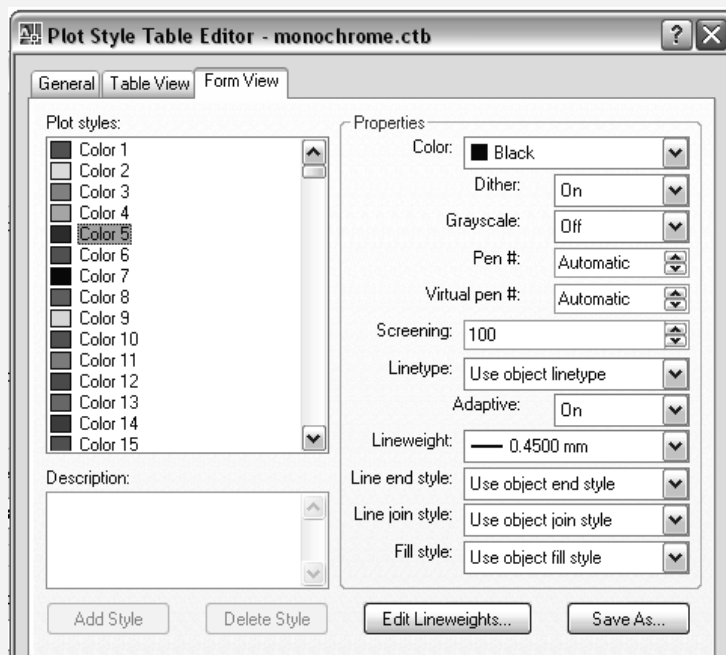 Plot Style Table Editor - monochrome.ctb
General
Table View
Form View
Plot styles:
Color 1
Color 2
Color 3
Color 4
Color 5
Color 6
Color 7
Color 8
Color 9
Color 10
Color 11
Color 12
Color 13
Color 14
Color 15
Description:
Add Style
Delete Style
Properties
Color: Black
Dither: On
Grayscale: Off
Pen #: Automatic
Virtual pen #: Automatic
Screening: 100
Linetype: Use object linetype
Adaptive: On
Lineweight: 0.4500 mm
Line end style: Use object end style
Line join style: Use object join style
Fill style: Use object fill style
Edit Lineweights...
Save As...